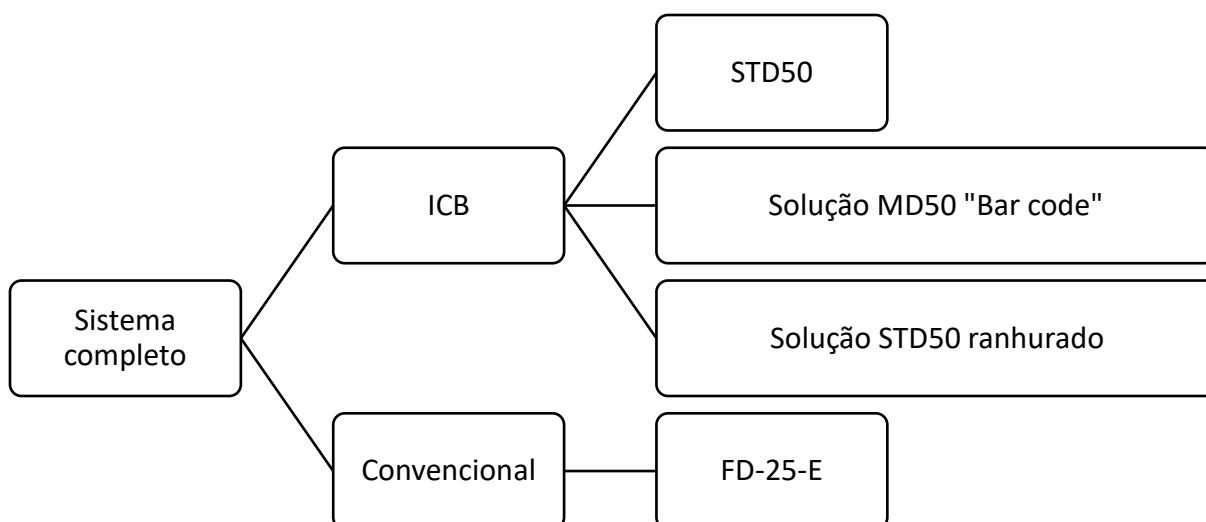 STD50
ICB
Solução MD50 "Bar code"
Sistema
completo
Solução STD50 ranhurado
Convencional
FD-25-E